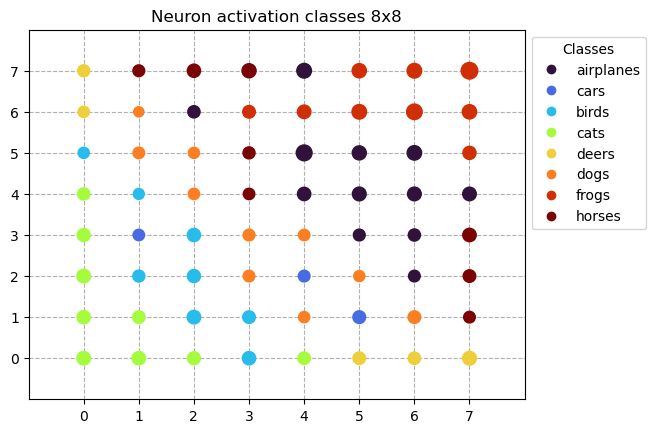 Neuron activation classes 8x8
Classes
airplanes
cars
birds
cats
deers
dogs
frogs
horses
7
6
5
4
3
2
1
0
0 1 2 3 4 5 6 7